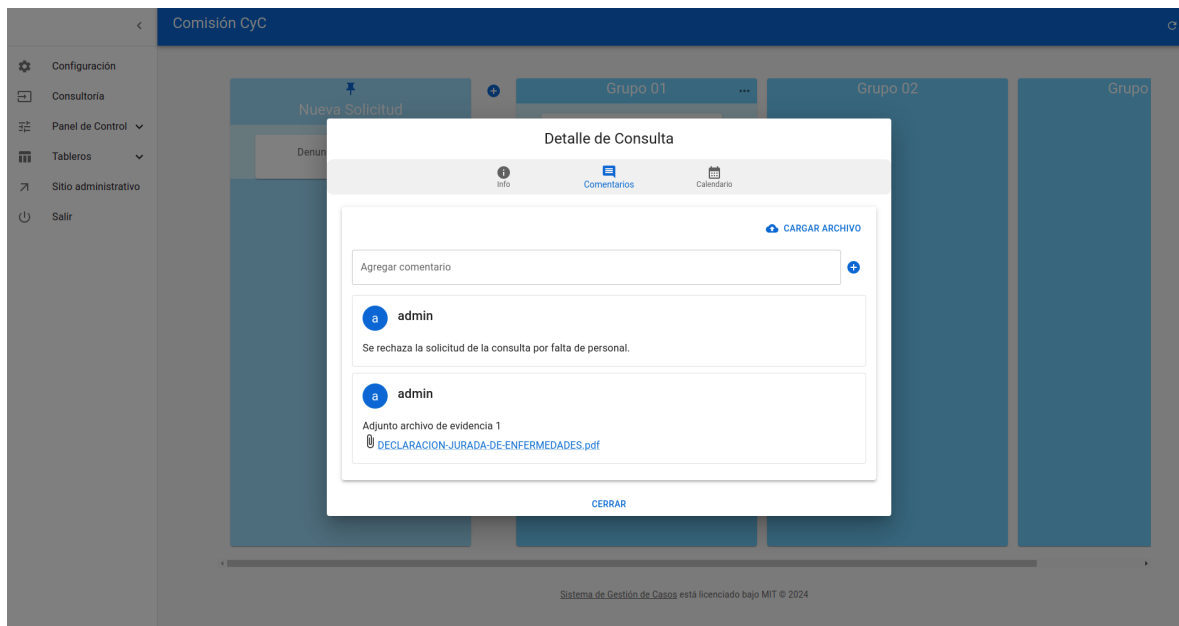 Comisión CyC
Configuración
Consultoría
Panel de Control
Tableros
Sitio administrativo
Salir
Nueva Solicitud
Grupo 01
Grupo 02
Grupo
Denun
Detalle de Consulta
Info
Comentarios
Calendario
CARGAR ARCHIVO
Agregar comentario
a
admin
Se rechaza la solicitud de la consulta por falta de personal.
a
admin
Adjunto archivo de evidencia 1
DECLARACION-JURADA-DE-ENFERMEDADES.pdf
CERRAR
Sistema de Gestión de Casos está licenciado bajo MIT © 2024